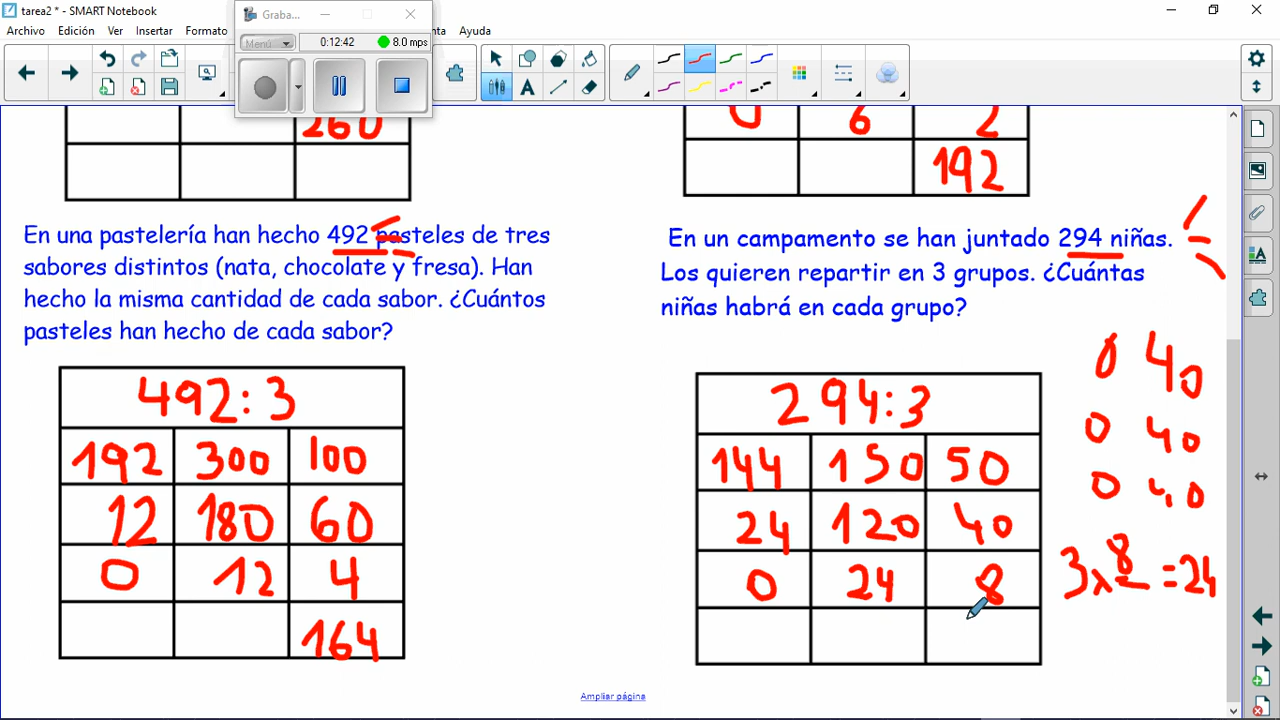 tarea2 * - SMART Notebook
Graba...
Archivo Edición Ver Insertar Formato Ayuda
Menú 0:12:42 8.0 mps
260
0 6 2
192
En una pastelería han hecho 492 pasteles de tres
sabores distintos (nata, chocolate y fresa). Han
hecho la misma cantidad de cada sabor. ¿Cuántos
pasteles han hecho de cada sabor?
492:3
192 300 100
12 180 60
0 12 4
164
En un campamento se han juntado 294 niñas.
Los quieren repartir en 3 grupos. ¿Cuántas
niñas habrá en cada grupo?
294:3
144 150 50
24 120 40
0 24 8
0 40
0 40
0 40
3x8=24
Ampliar página